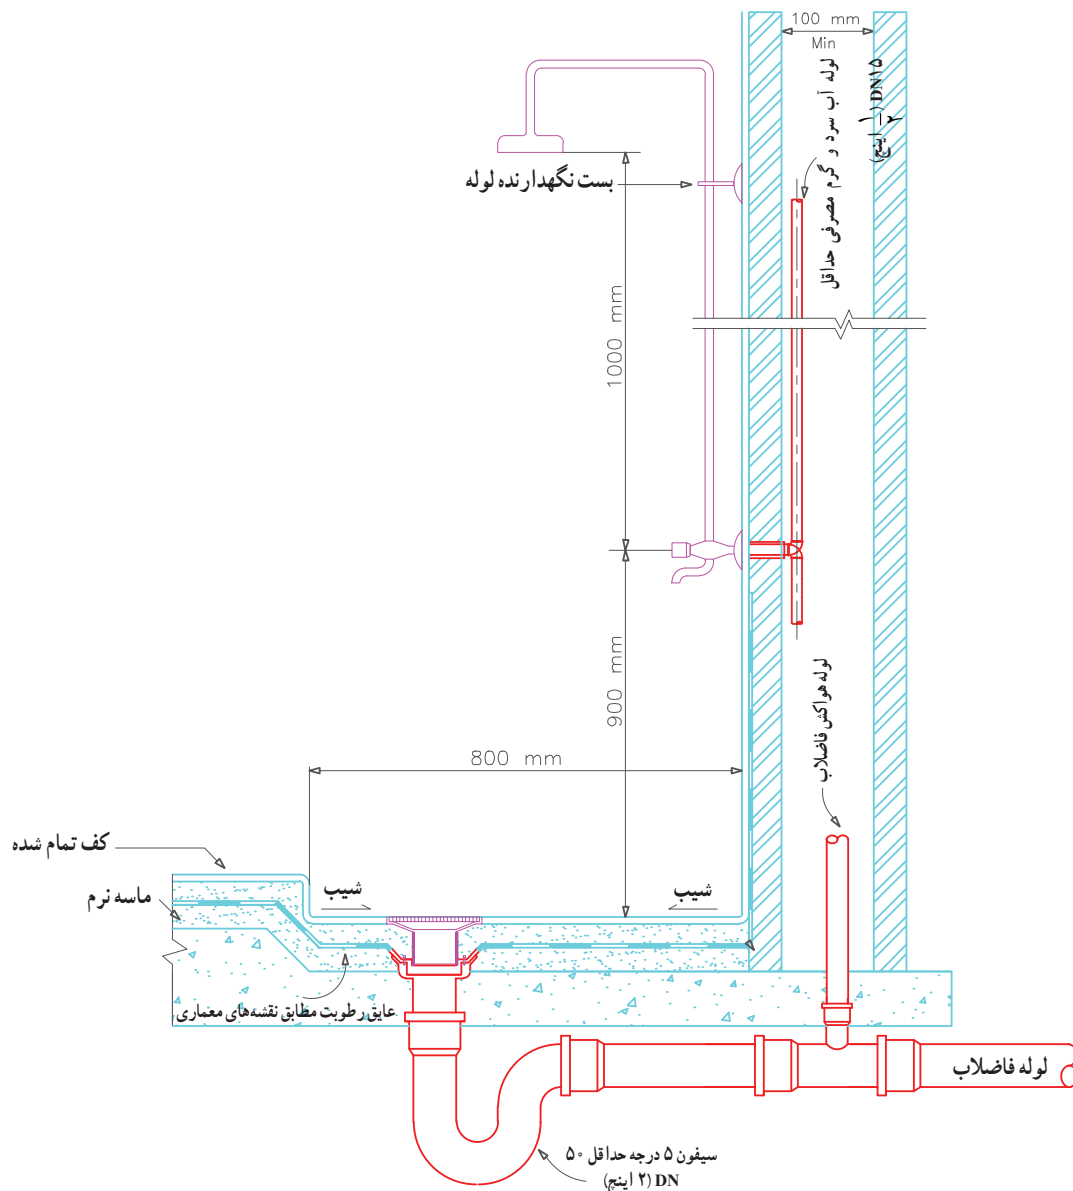 100 mm
Min
لوله آب سرد و گرم مصرفی حداقل
DN۱۵ (۱/۲ اینچ)
بست نگهدارنده لوله
1000 mm
900 mm
لوله هواکش فاضلاب
800 mm
کف تمام شده
شیب
شیب
ماسه نرم
عایق رطوبت مطابق نقشه‌های معماری
لوله فاضلاب
سیفون ۵ درجه حداقل ۵۰
DN (۲ اینچ)